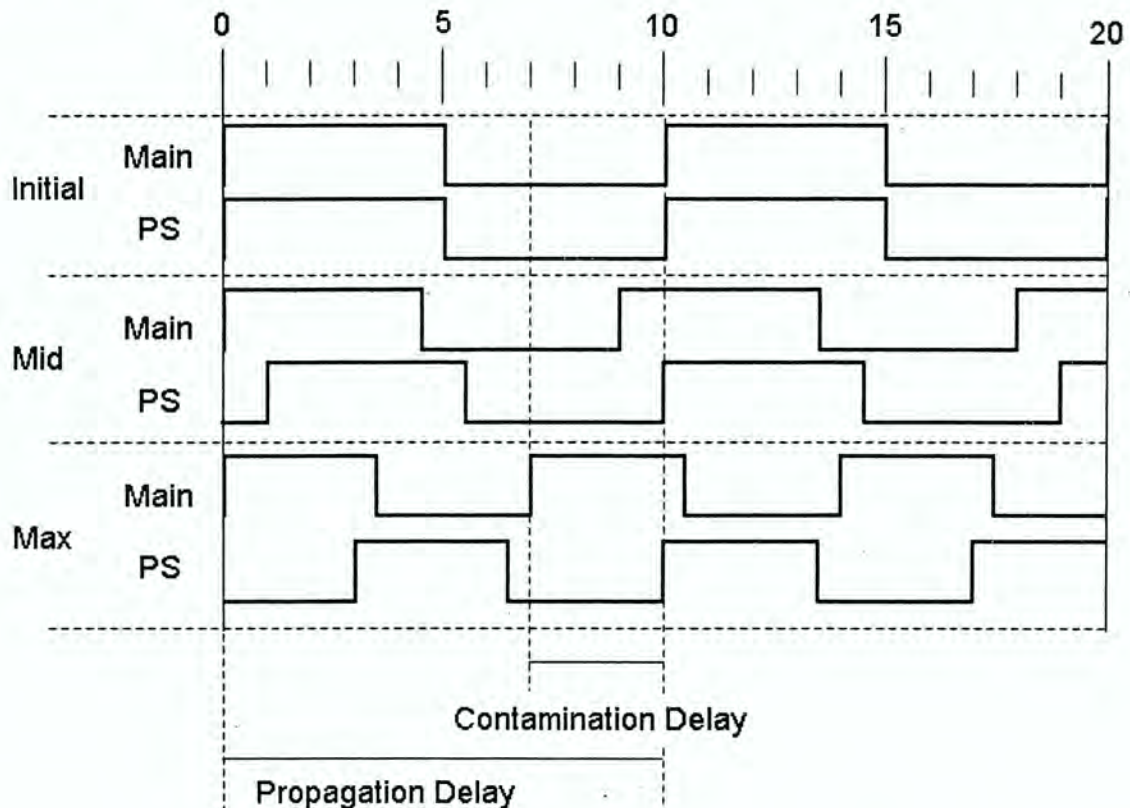 0 5 10 15 20
Main
Initial
PS
Main
Mid
PS
Main
Max
PS
Contamination Delay
Propagation Delay